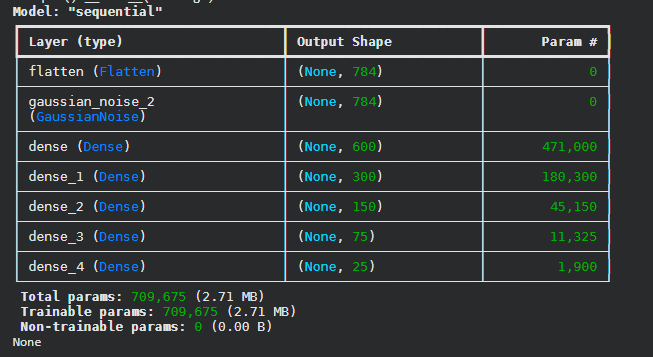 Model: "sequential"
Layer (type) Output Shape Param #
flatten (Flatten) (None, 784) 0
gaussian_noise_2 (None, 784) 0
(GaussianNoise)
dense (Dense) (None, 600) 471,000
dense_1 (Dense) (None, 300) 180,300
dense_2 (Dense) (None, 150) 45,150
dense_3 (Dense) (None, 75) 11,325
dense_4 (Dense) (None, 25) 1,900
Total params: 709,675 (2.71 MB)
Trainable params: 709,675 (2.71 MB)
Non-trainable params: 0 (0.00 B)
None